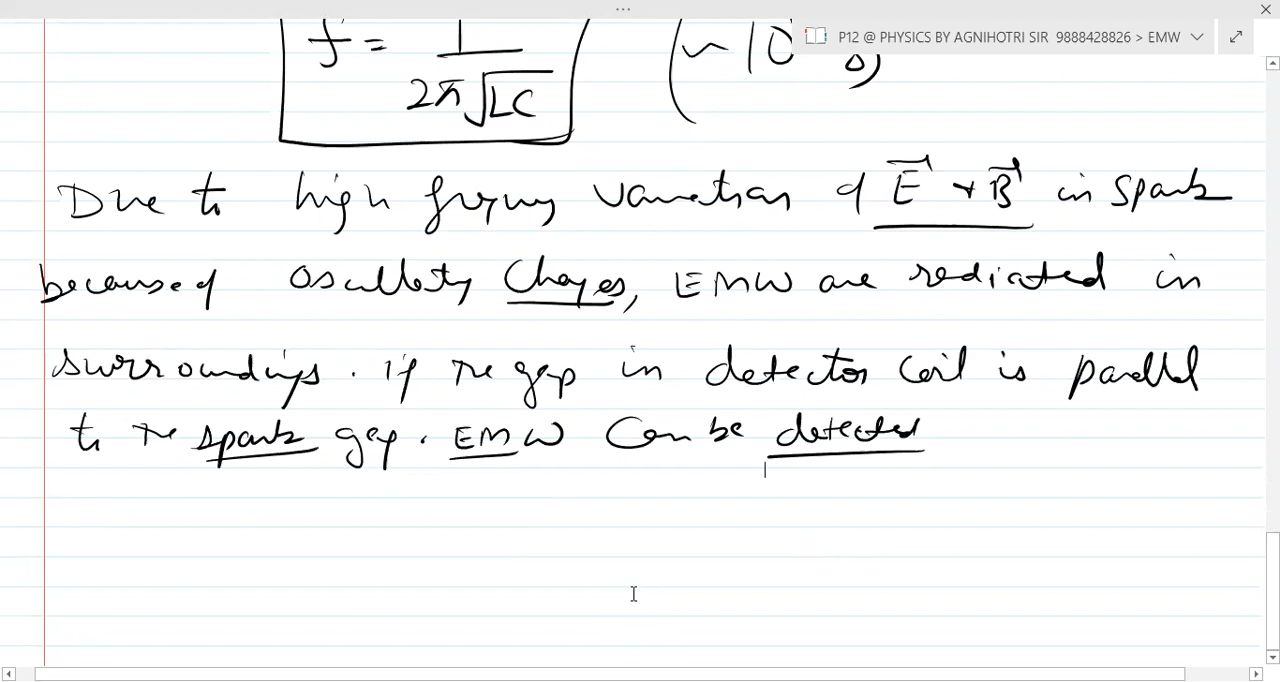 P12 @ PHYSICS BY AGNIHOTRI SIR 9888428826 > EMW
f = 1 / 2π√LC (~ 10
Due to high frequency variation of E + B in spark
because of oscillating charges, EMW are radiated in
surroundings. if the gap in detector coil is parallel
to the spark gap. EMW can be detected